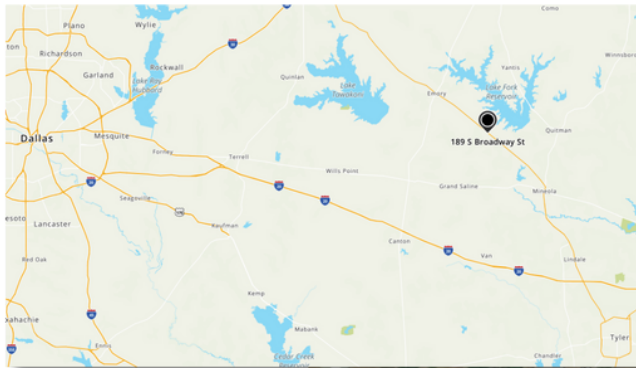 Plano
Wylie
Como
Richardson
Rockwall
Yantis
Winnsboro
Garland
Lake Ray
Hubbard
Quinlan
Lake
Tawakoni
Emory
Lake Fork
Reservoir
Dallas
Mesquite
Forney
Terrell
189 S Broadway St
Quitman
Wills Point
Grand Saline
Mineola
Seagoville
Lancaster
Kaufman
Canton
Van
Lindale
Red Oak
Kemp
Mabank
Ennis
Cedar Creek
Reservoir
Chandler
Tyler